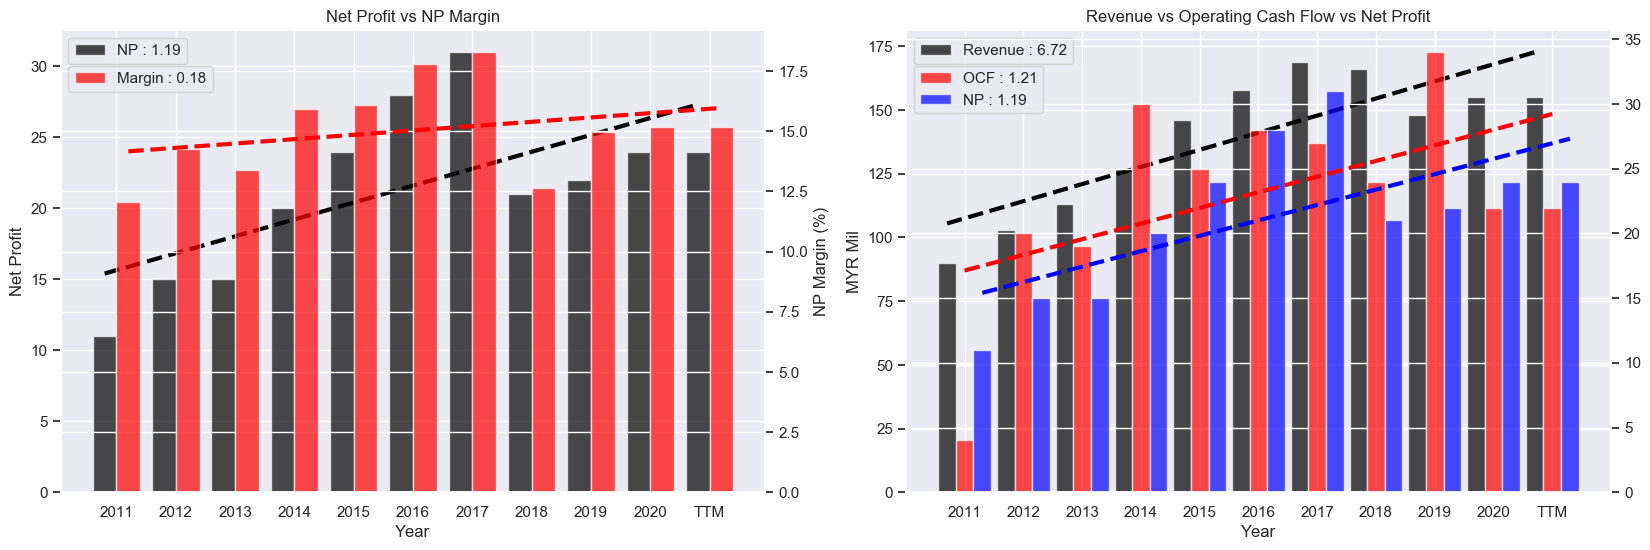 Net Profit vs NP Margin
NP : 1.19
Margin : 0.18
Net Profit
30
25
20
15
10
5
0
17.5
15.0
12.5
10.0
7.5
5.0
2.5
0.0
NP Margin (%)
2011 2012 2013 2014 2015 2016 2017 2018 2019 2020 TTM
Year
Revenue vs Operating Cash Flow vs Net Profit
Revenue : 6.72
OCF : 1.21
NP : 1.19
MYR Mil
175
150
125
100
75
50
25
0
35
30
25
20
15
10
5
0
2011 2012 2013 2014 2015 2016 2017 2018 2019 2020 TTM
Year